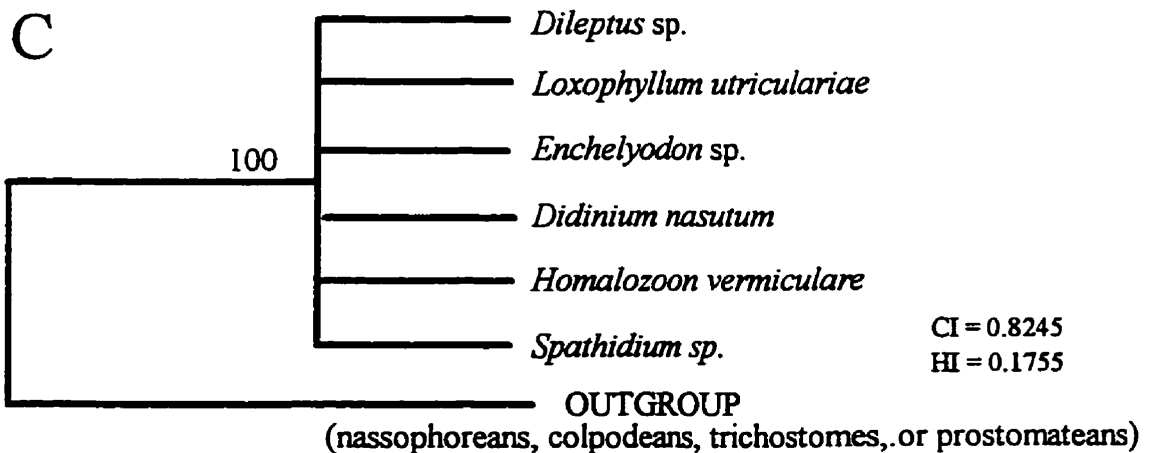 C
Dileptus sp.
Loxophyllum utriculariae
Enchelyodon sp.
100
Didinium nasutum
Homalozoon vermiculare
Spathidium sp.
CI = 0.8245
HI = 0.1755
OUTGROUP
(nassophoreans, colpodeans, trichostomes,.or prostomateans)